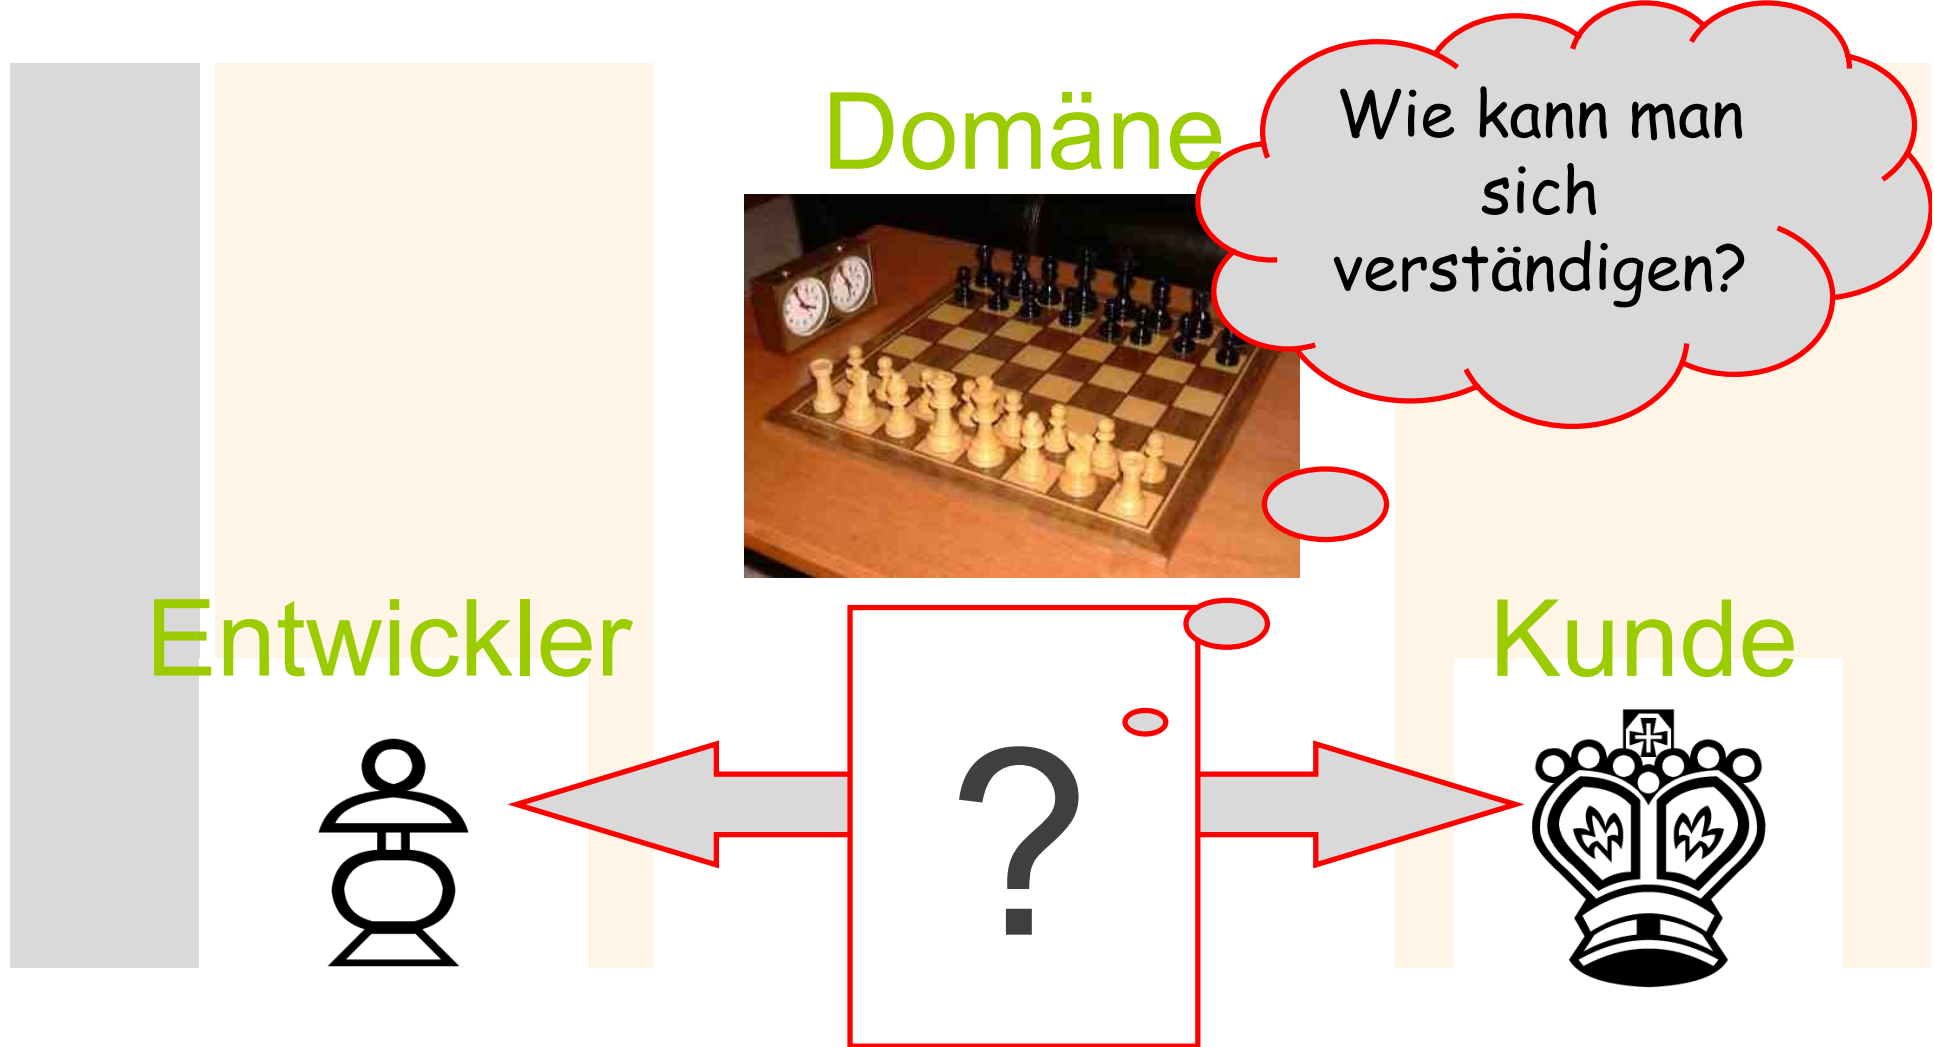 Domäne
Wie kann man
sich
verständigen?
Entwickler
Kunde
?